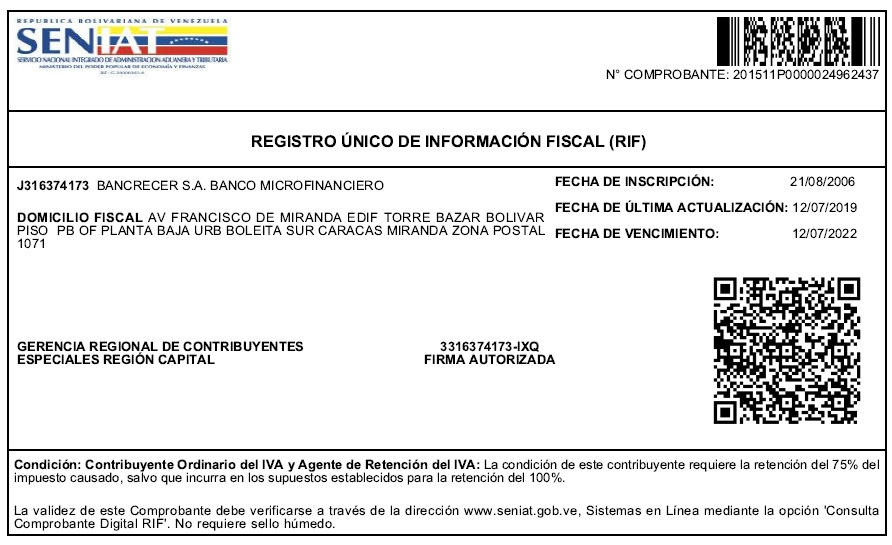 REPUBLICA BOLIVARIANA DE VENEZUELA
SENIAT
SERVICIO NACIONAL INTEGRADO DE ADMINISTRACION ADUANERA Y TRIBUTARIA
MINISTERIO DEL PODER POPULAR DE ECONOMÍA Y FINANZAS
N° COMPROBANTE: 201511P0000024962437
REGISTRO ÚNICO DE INFORMACIÓN FISCAL (RIF)
J316374173 BANCRECER S.A. BANCO MICROFINANCIERO
DOMICILIO FISCAL AV FRANCISCO DE MIRANDA EDIF TORRE BAZAR BOLIVAR
PISO PB OF PLANTA BAJA URB BOLEITA SUR CARACAS MIRANDA ZONA POSTAL
1071
FECHA DE INSCRIPCIÓN: 21/08/2006
FECHA DE ÚLTIMA ACTUALIZACIÓN: 12/07/2019
FECHA DE VENCIMIENTO: 12/07/2022
GERENCIA REGIONAL DE CONTRIBUYENTES
ESPECIALES REGIÓN CAPITAL
3316374173-IXQ
FIRMA AUTORIZADA
Condición: Contribuyente Ordinario del IVA y Agente de Retención del IVA: La condición de este contribuyente requiere la retención del 75% del
impuesto causado, salvo que incurra en los supuestos establecidos para la retención del 100%.
La validez de este Comprobante debe verificarse a través de la dirección www.seniat.gob.ve, Sistemas en Línea mediante la opción 'Consulta
Comprobante Digital RIF'. No requiere sello húmedo.